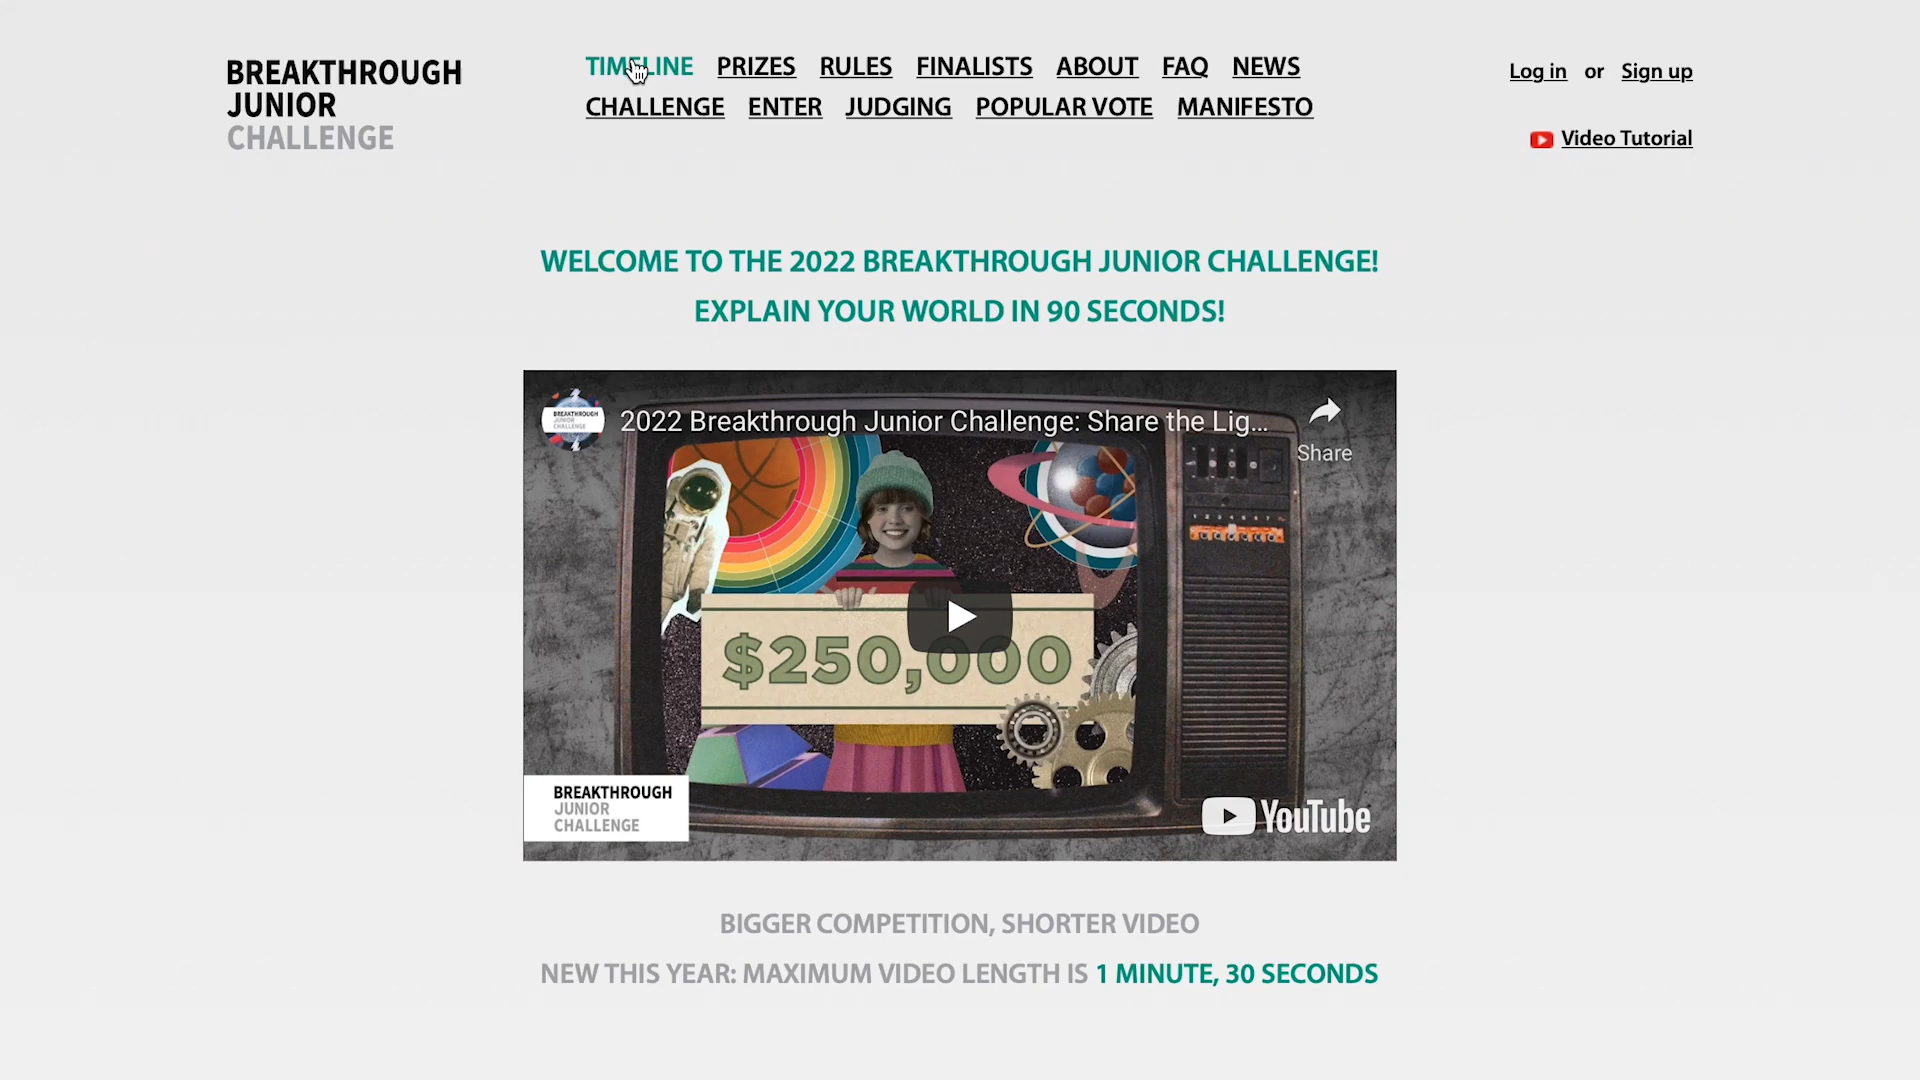 BREAKTHROUGH
JUNIOR
CHALLENGE
TIMELINE PRIZES RULES FINALISTS ABOUT FAQ NEWS
CHALLENGE ENTER JUDGING POPULAR VOTE MANIFESTO
Log in or Sign up
Video Tutorial
WELCOME TO THE 2022 BREAKTHROUGH JUNIOR CHALLENGE!
EXPLAIN YOUR WORLD IN 90 SECONDS!
BREAKTHROUGH
JUNIOR
CHALLENGE
2022 Breakthrough Junior Challenge: Share the Lig...
Share
$250,000
BREAKTHROUGH
JUNIOR
CHALLENGE
YouTube
BIGGER COMPETITION, SHORTER VIDEO
NEW THIS YEAR: MAXIMUM VIDEO LENGTH IS 1 MINUTE, 30 SECONDS